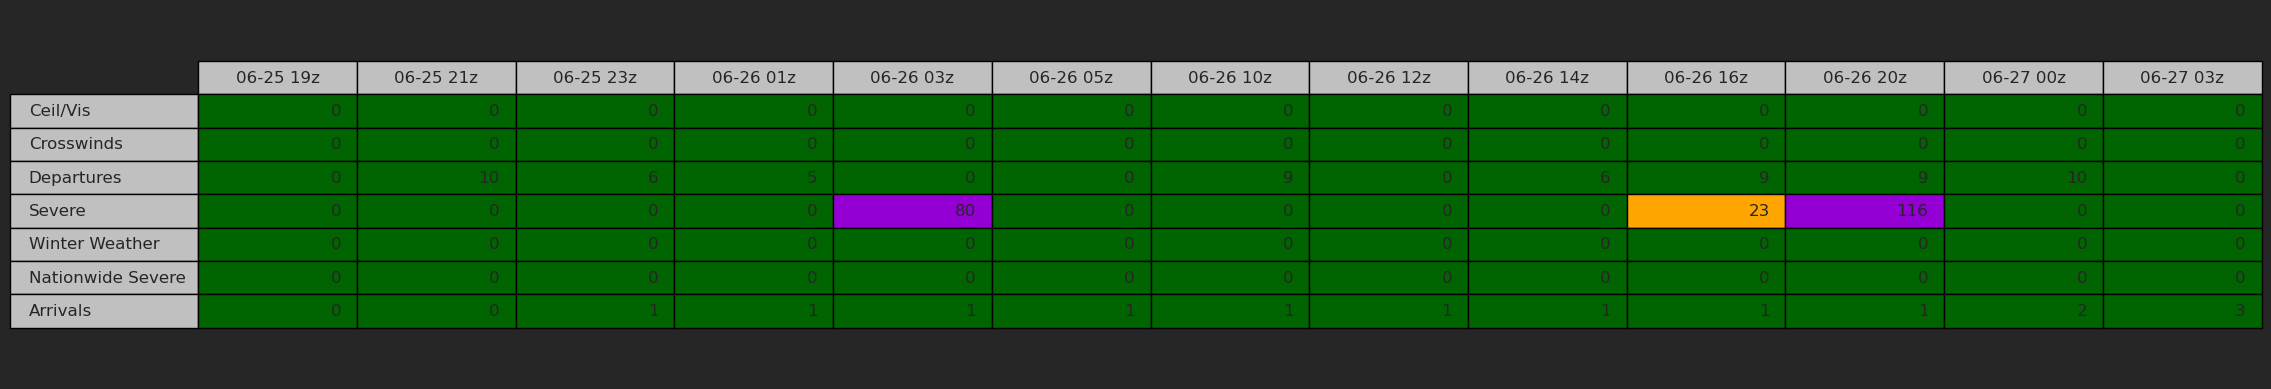 06-25 19z 06-25 21z 06-25 23z 06-26 01z 06-26 03z 06-26 05z 06-26 10z 06-26 12z 06-26 14z 06-26 16z 06-26 20z 06-27 00z 06-27 03z
Ceil/Vis 0 0 0 0 0 0 0 0 0 0 0 0 0
Crosswinds 0 0 0 0 0 0 0 0 0 0 0 0 0
Departures 0 10 6 5 0 0 9 0 6 9 9 10 0
Severe 0 0 0 0 80 0 0 0 0 23 116 0 0
Winter Weather 0 0 0 0 0 0 0 0 0 0 0 0 0
Nationwide Severe 0 0 0 0 0 0 0 0 0 0 0 0 0
Arrivals 0 0 1 1 1 1 1 1 1 1 1 2 3